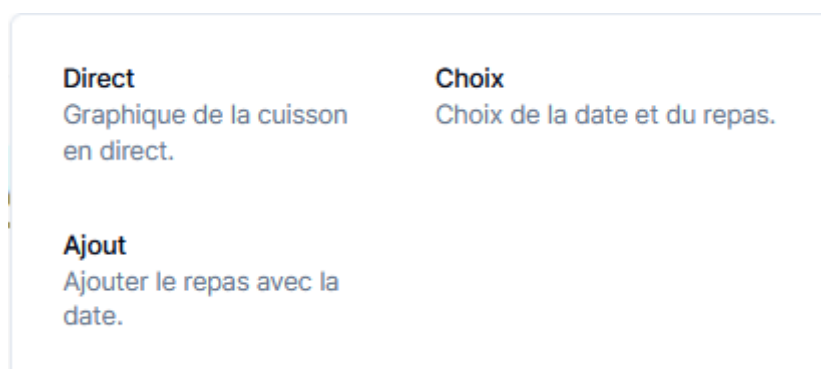 Direct
Graphique de la cuisson
en direct.
Choix
Choix de la date et du repas.
Ajout
Ajouter le repas avec la
date.